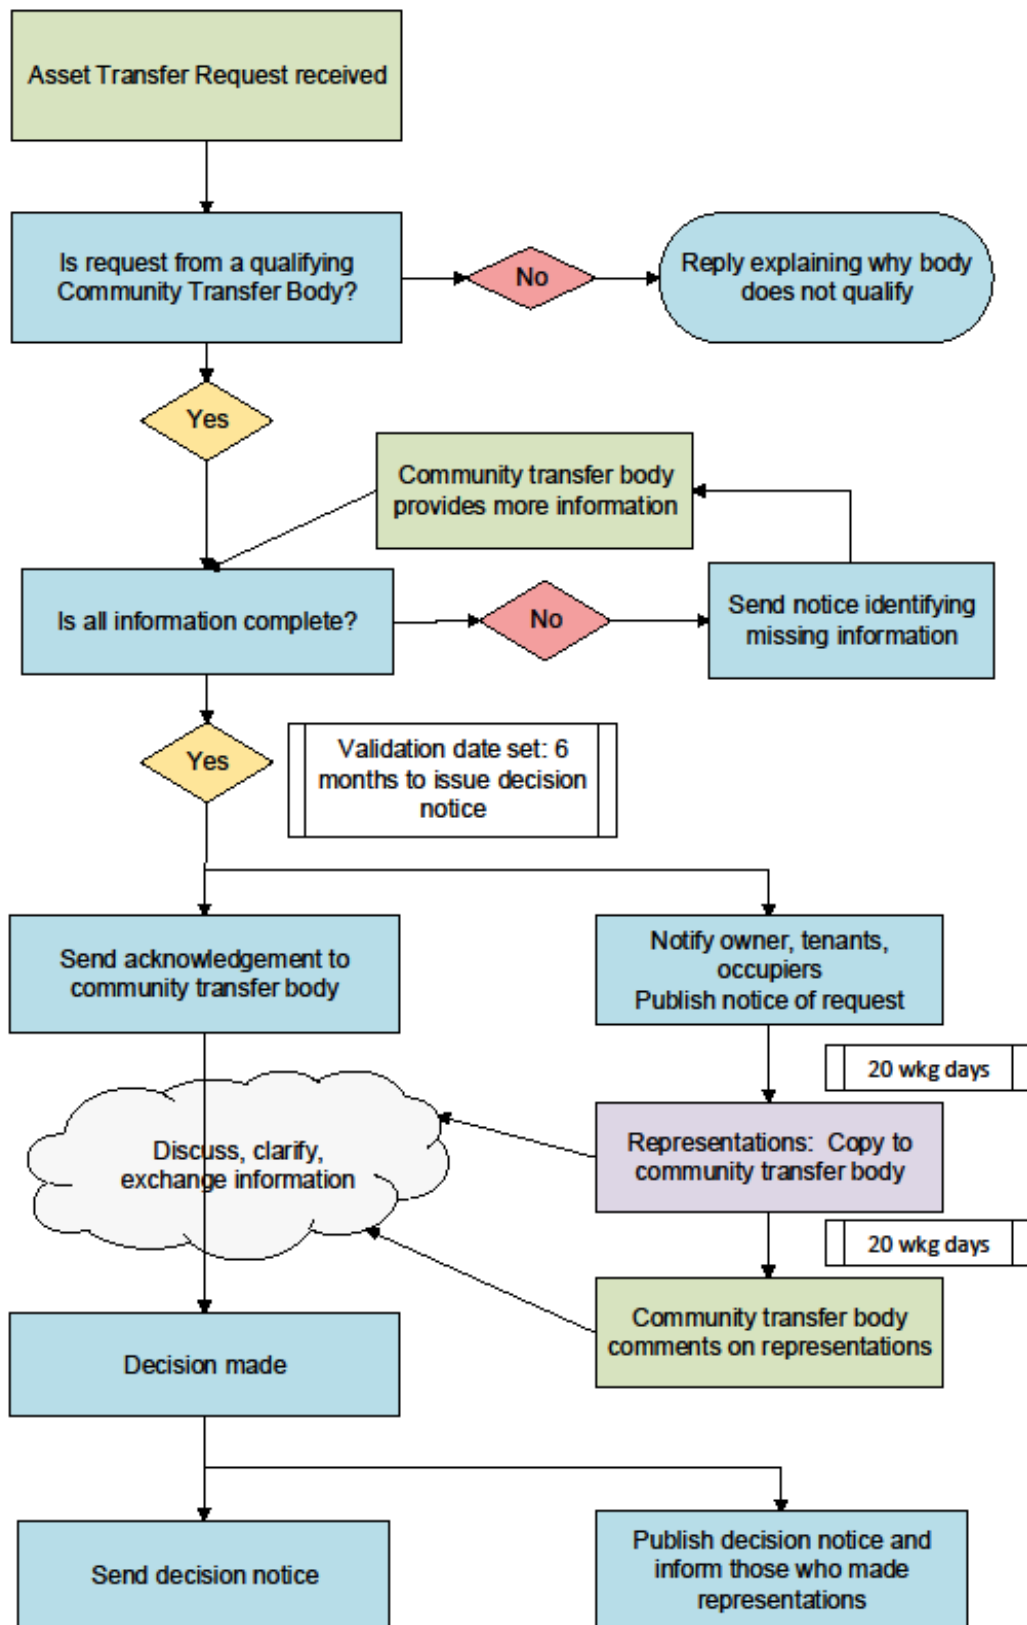 Asset Transfer Request received
Is request from a qualifying
Community Transfer Body?
No
Reply explaining why body
does not qualify
Yes
Community transfer body
provides more information
Is all information complete?
No
Send notice identifying
missing information
Yes
Validation date set: 6
months to issue decision
notice
Send acknowledgement to
community transfer body
Notify owner, tenants,
occupiers
Publish notice of request
20 wkg days
Discuss, clarify,
exchange information
Representations: Copy to
community transfer body
20 wkg days
Community transfer body
comments on representations
Decision made
Send decision notice
Publish decision notice and
inform those who made
representations